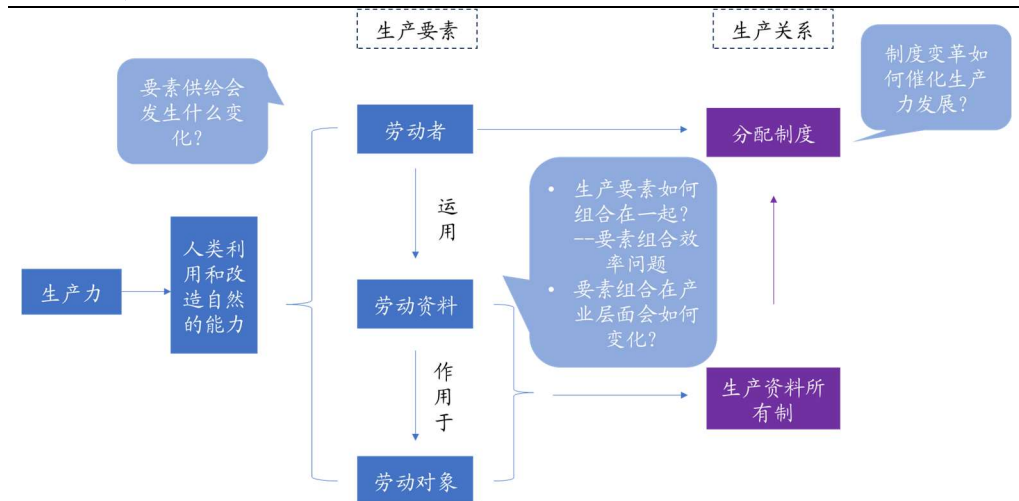 生产要素
生产关系
要素供给会
发生什么变
化?
制度变革如
何催化生产
力发展?
劳动者
分配制度
运
用
• 生产要素如何
组合在一起?
--要素组合效
率问题
• 要素组合在产
业层面会如何
变化?
生产力
人类利
用和改
造自然
的能力
劳动资料
作
用
于
生产资料所
有制
劳动对象